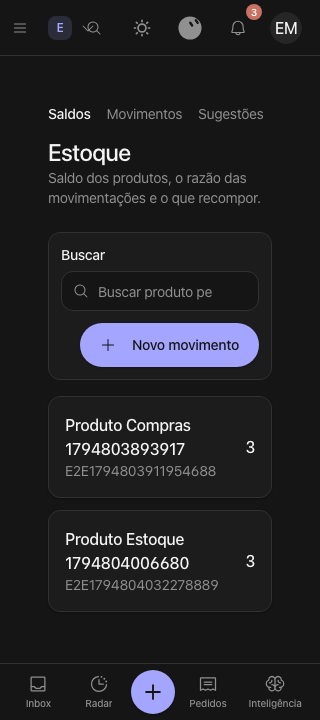 E
3
EM
Saldos Movimentos Sugestões
Estoque
Saldo dos produtos, o razão das
movimentações e o que recompor.
Buscar
Buscar produto pe
Novo movimento
Produto Compras
1794803893917
3
E2E1794803911954688
Produto Estoque
1794804006680
3
E2E1794804032278889
Inbox Radar Pedidos Inteligência